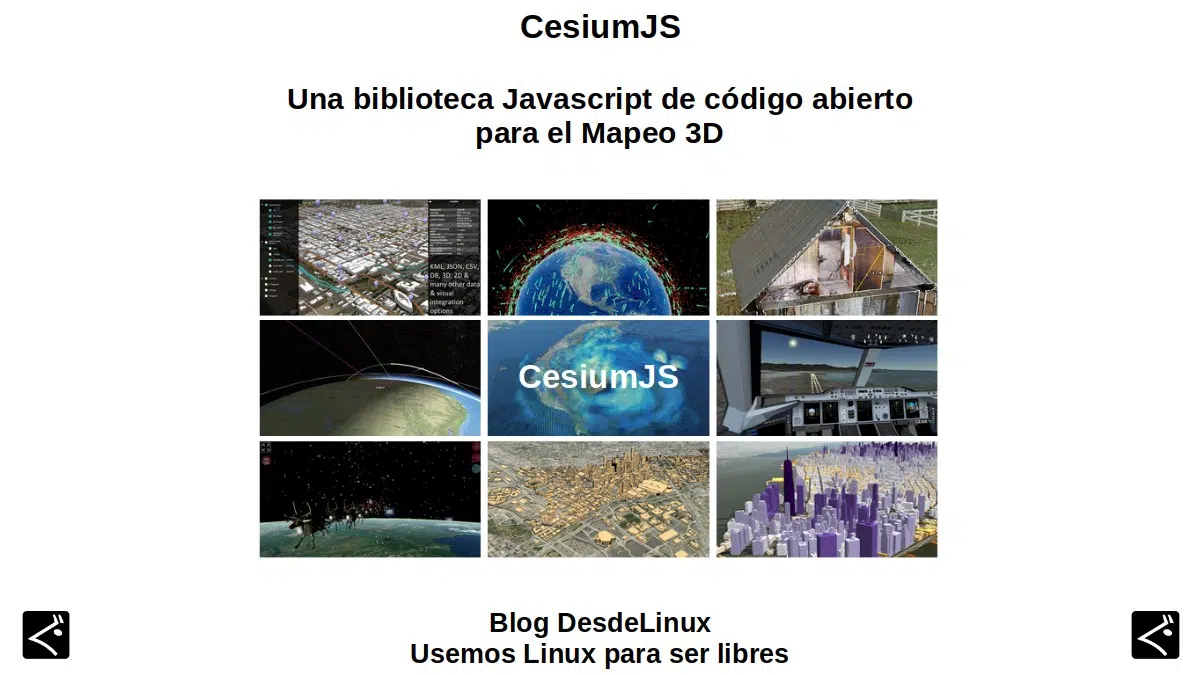 CesiumJS
Una biblioteca Javascript de código abierto
para el Mapeo 3D
KML, JSON, CSV,
DB, 3D, 2D &
many other data
& visual
integration
options
CesiumJS
Blog DesdeLinux
Usemos Linux para ser libres